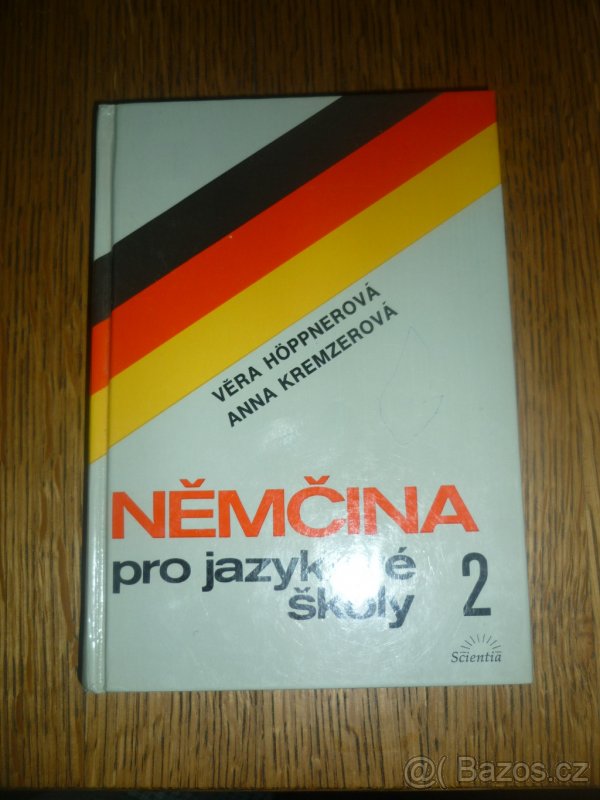 VĚRA HÖPPNEROVÁ
ANNA KREMZEROVÁ
NĚMČINA
pro jazykové
školy 2
Scientia
@( Bazos.cz